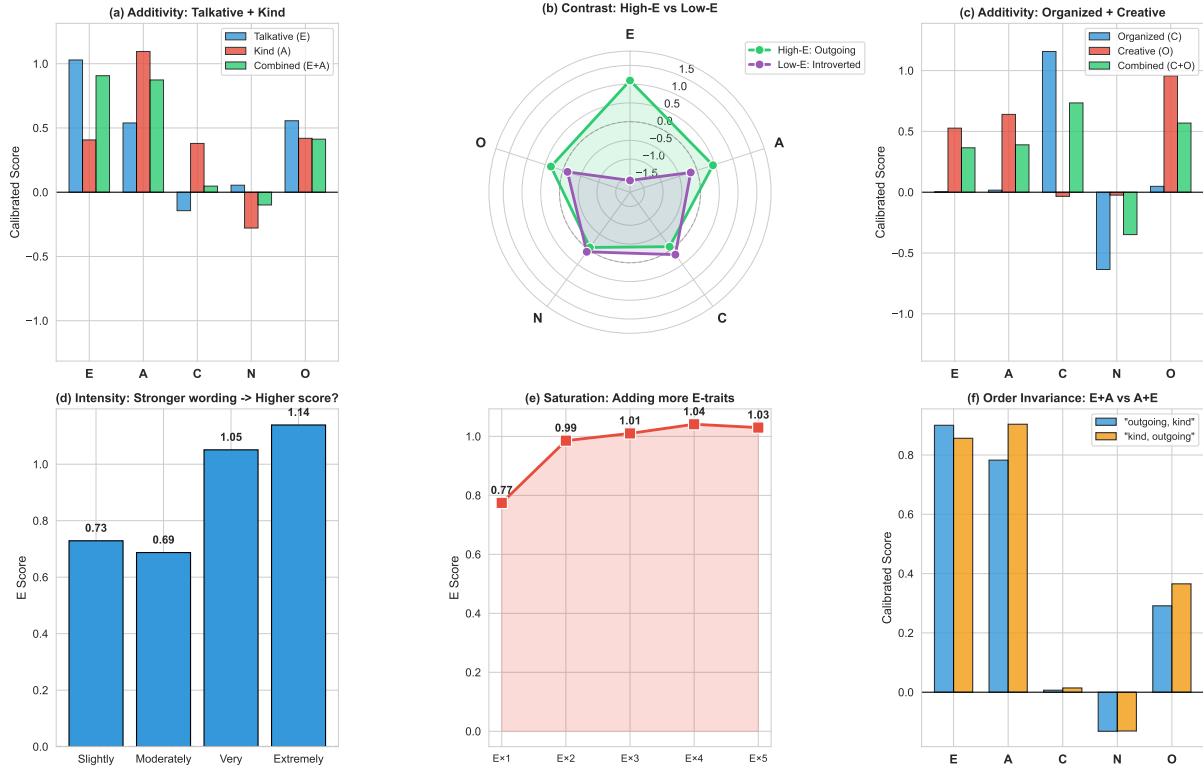 (a) Additivity: Talkative + Kind
Talkative (E)
Kind (A)
Combined (E+A)
Calibrated Score
1.0
0.5
0.0
−0.5
−1.0
E A C N O
(b) Contrast: High-E vs Low-E
High-E: Outgoing
Low-E: Introverted
E
A
C
N
O
1.5
1.0
0.5
0.0
−0.5
−1.0
−1.5
(c) Additivity: Organized + Creative
Organized (C)
Creative (O)
Combined (C+O)
Calibrated Score
1.0
0.5
0.0
−0.5
−1.0
E A C N O
(d) Intensity: Stronger wording -> Higher score?
E Score
1.0
0.8
0.6
0.4
0.2
0.0
0.73
0.69
1.05
1.14
Slightly Moderately Very Extremely
(e) Saturation: Adding more E-traits
E Score
1.0
0.8
0.6
0.4
0.2
0.0
0.77
0.99
1.01
1.04
1.03
E×1 E×2 E×3 E×4 E×5
(f) Order Invariance: E+A vs A+E
"outgoing, kind"
"kind, outgoing"
Calibrated Score
0.8
0.6
0.4
0.2
0.0
E A C N O